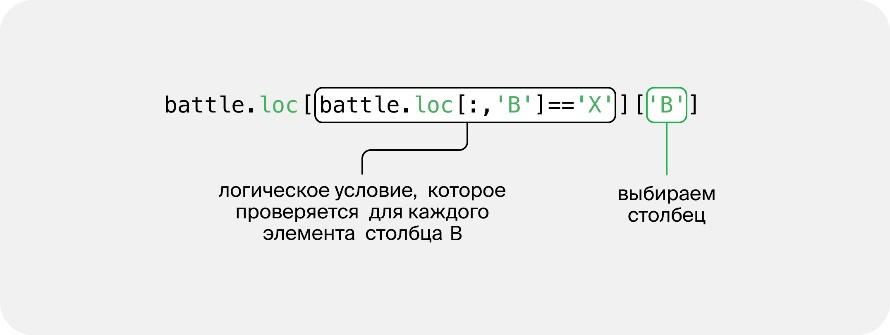 battle.loc[battle.loc[:,'B']=='X']['B']
логическое условие, которое
проверяется для каждого
элемента столбца B
выбираем
столбец